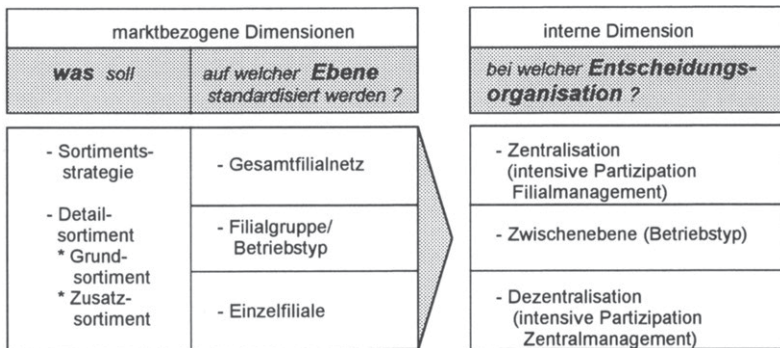 marktbezogene Dimensionen
was soll
auf welcher Ebene
standardisiert werden ?
- Sortiments-
strategie
- Detail-
sortiment
* Grund-
sortiment
* Zusatz-
sortiment
- Gesamtfilialnetz
- Filialgruppe/
Betriebstyp
- Einzelfiliale
interne Dimension
bei welcher Entscheidungs-
organisation ?
- Zentralisation
(intensive Partizipation
Filialmanagement)
- Zwischenebene (Betriebstyp)
- Dezentralisation
(intensive Partizipation
Zentralmanagement)